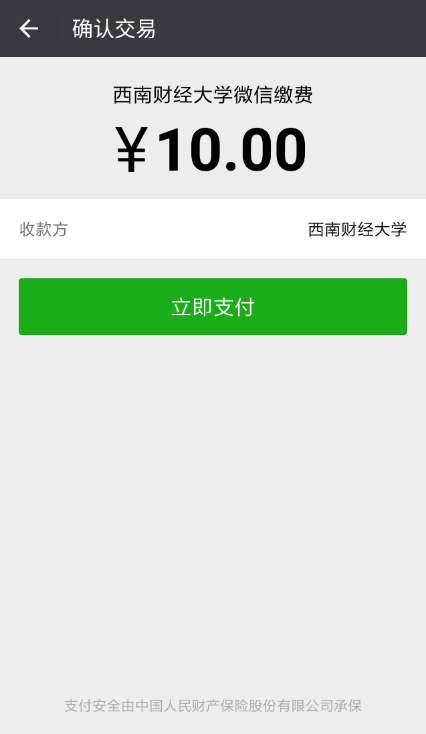 确认交易
西南财经大学微信缴费
￥10.00
收款方 西南财经大学
立即支付
支付安全由中国人民财产保险股份有限公司承保